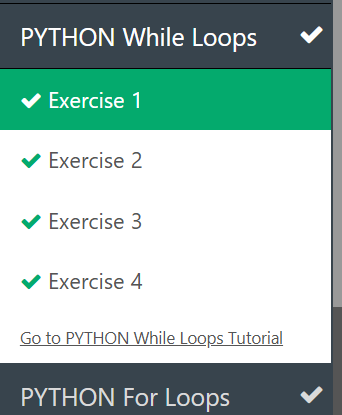 PYTHON While Loops
Exercise 1
Exercise 2
Exercise 3
Exercise 4
Go to PYTHON While Loops Tutorial
PYTHON For Loops